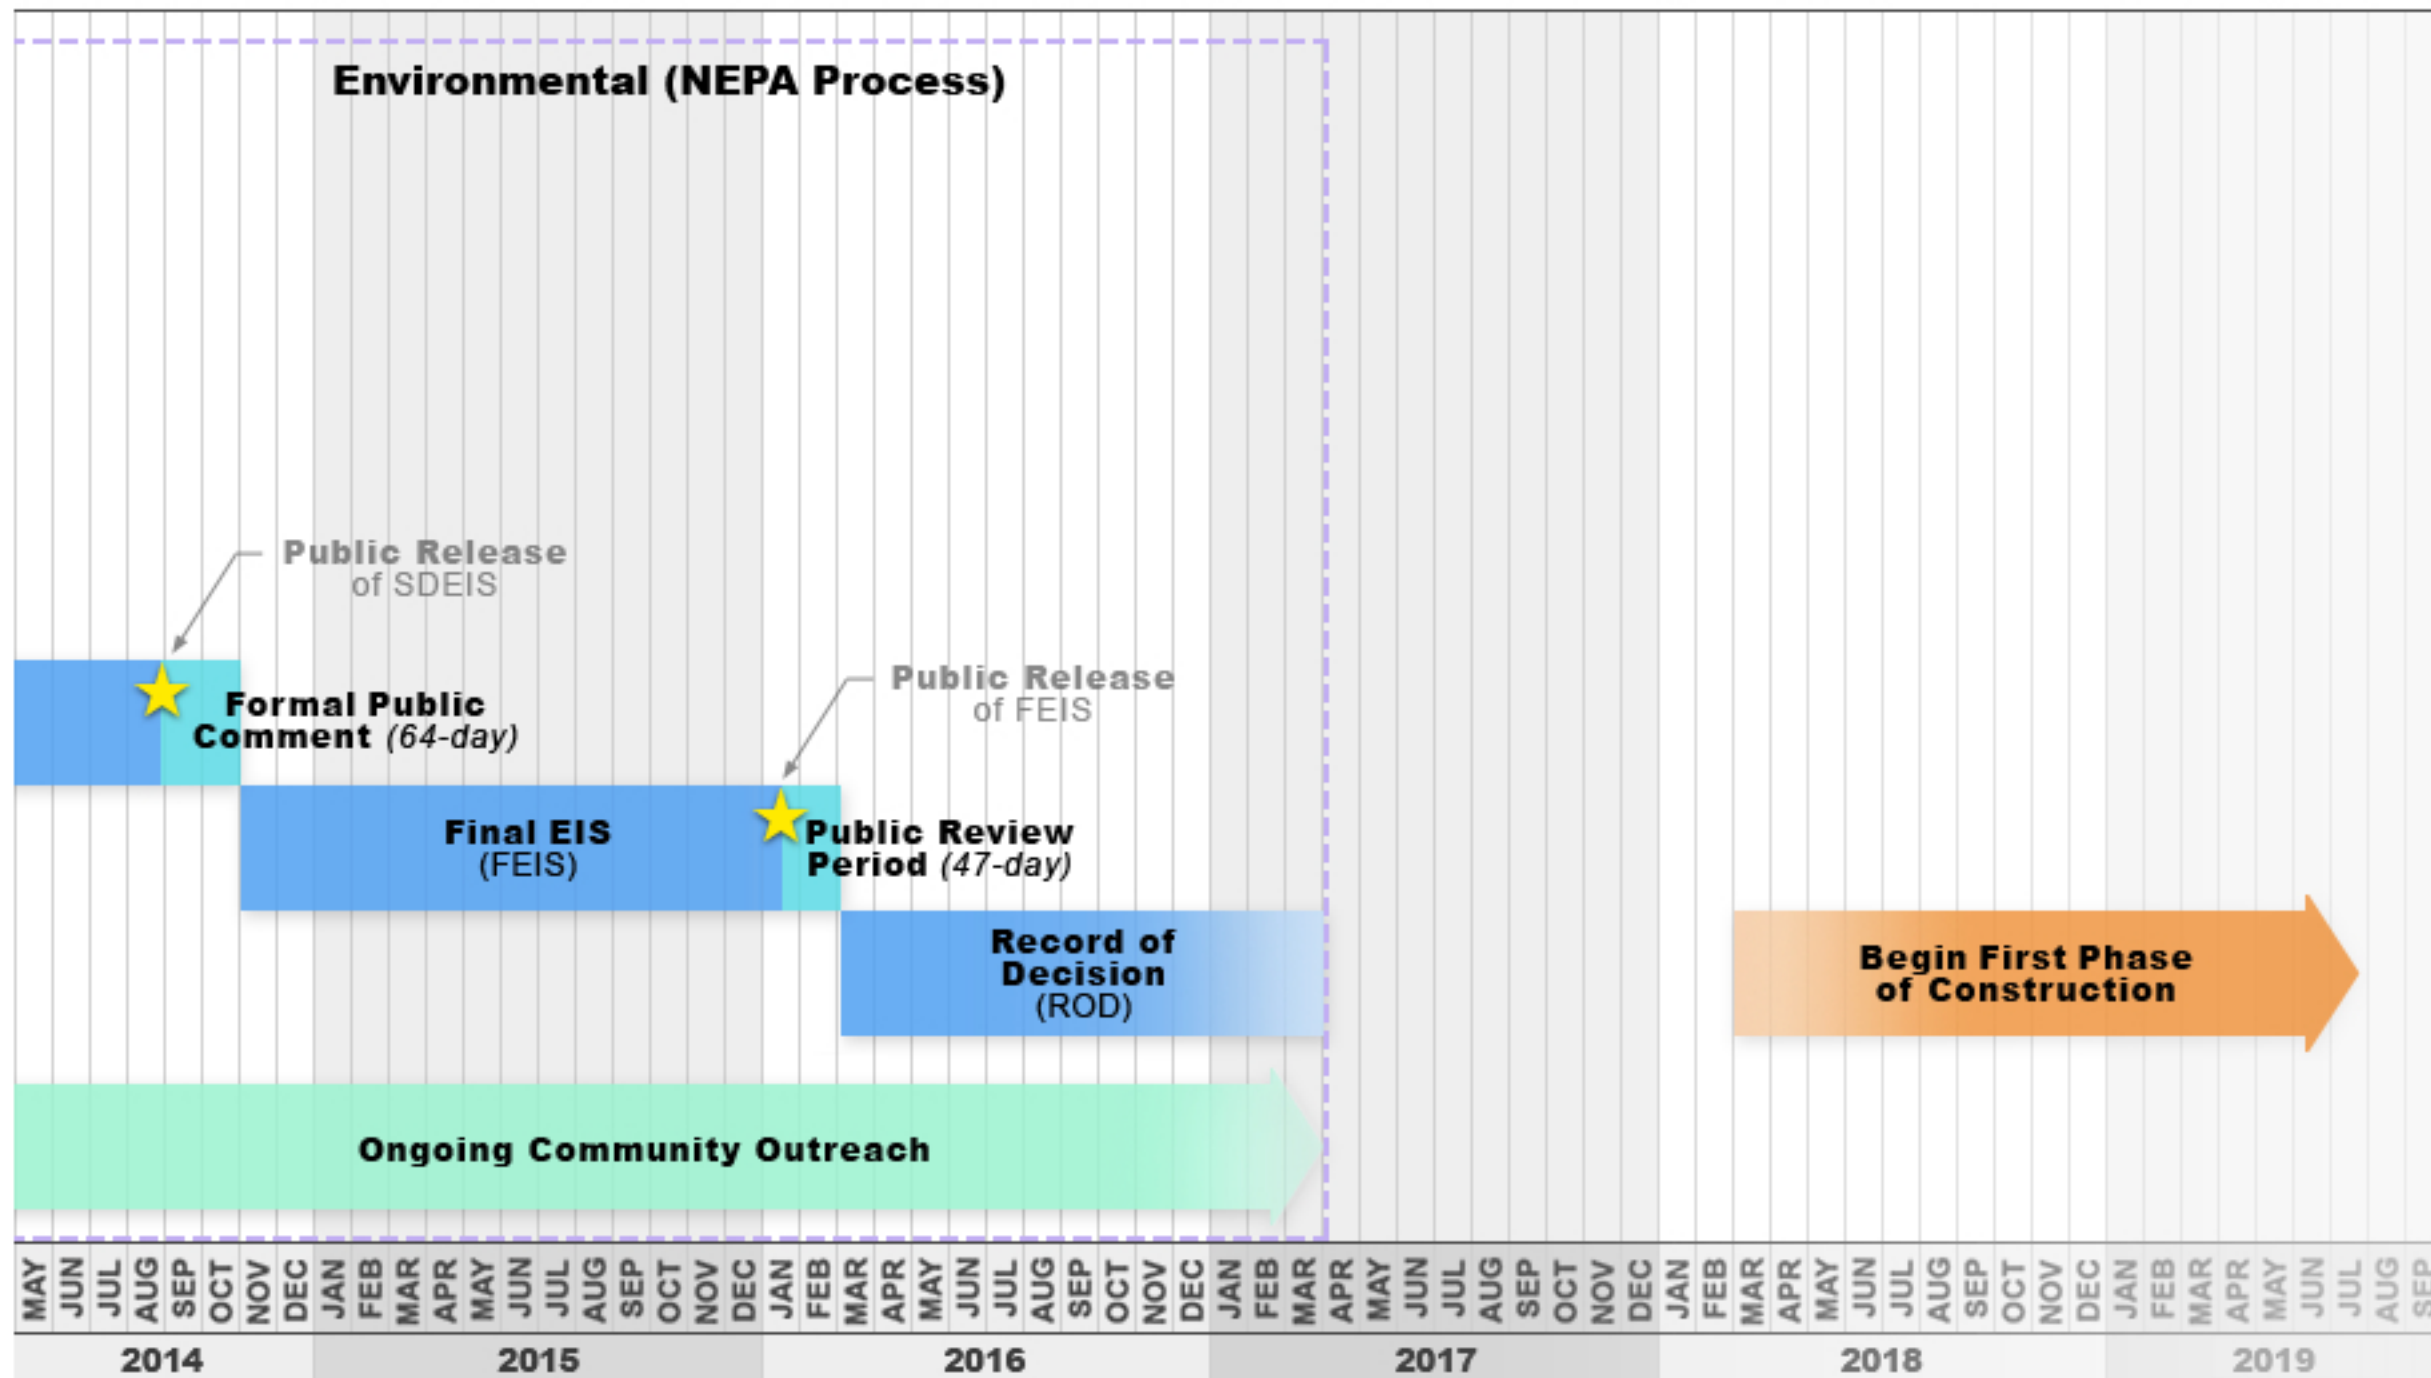 Environmental (NEPA Process)
Public Release
of SDEIS
Formal Public
Comment (64-day)
Public Release
of FEIS
Final EIS
(FEIS)
Public Review
Period (47-day)
Record of
Decision
(ROD)
Begin First Phase
of Construction
Ongoing Community Outreach
MAY JUN JUL AUG SEP OCT NOV DEC JAN FEB MAR APR MAY JUN JUL AUG SEP OCT NOV DEC JAN FEB MAR APR MAY JUN JUL AUG SEP OCT NOV DEC JAN FEB MAR APR MAY JUN JUL AUG SEP OCT NOV DEC JAN FEB MAR APR MAY JUN JUL AUG SEP OCT NOV DEC JAN FEB MAR APR MAY JUN JUL AUG SEP
2014 2015 2016 2017 2018 2019